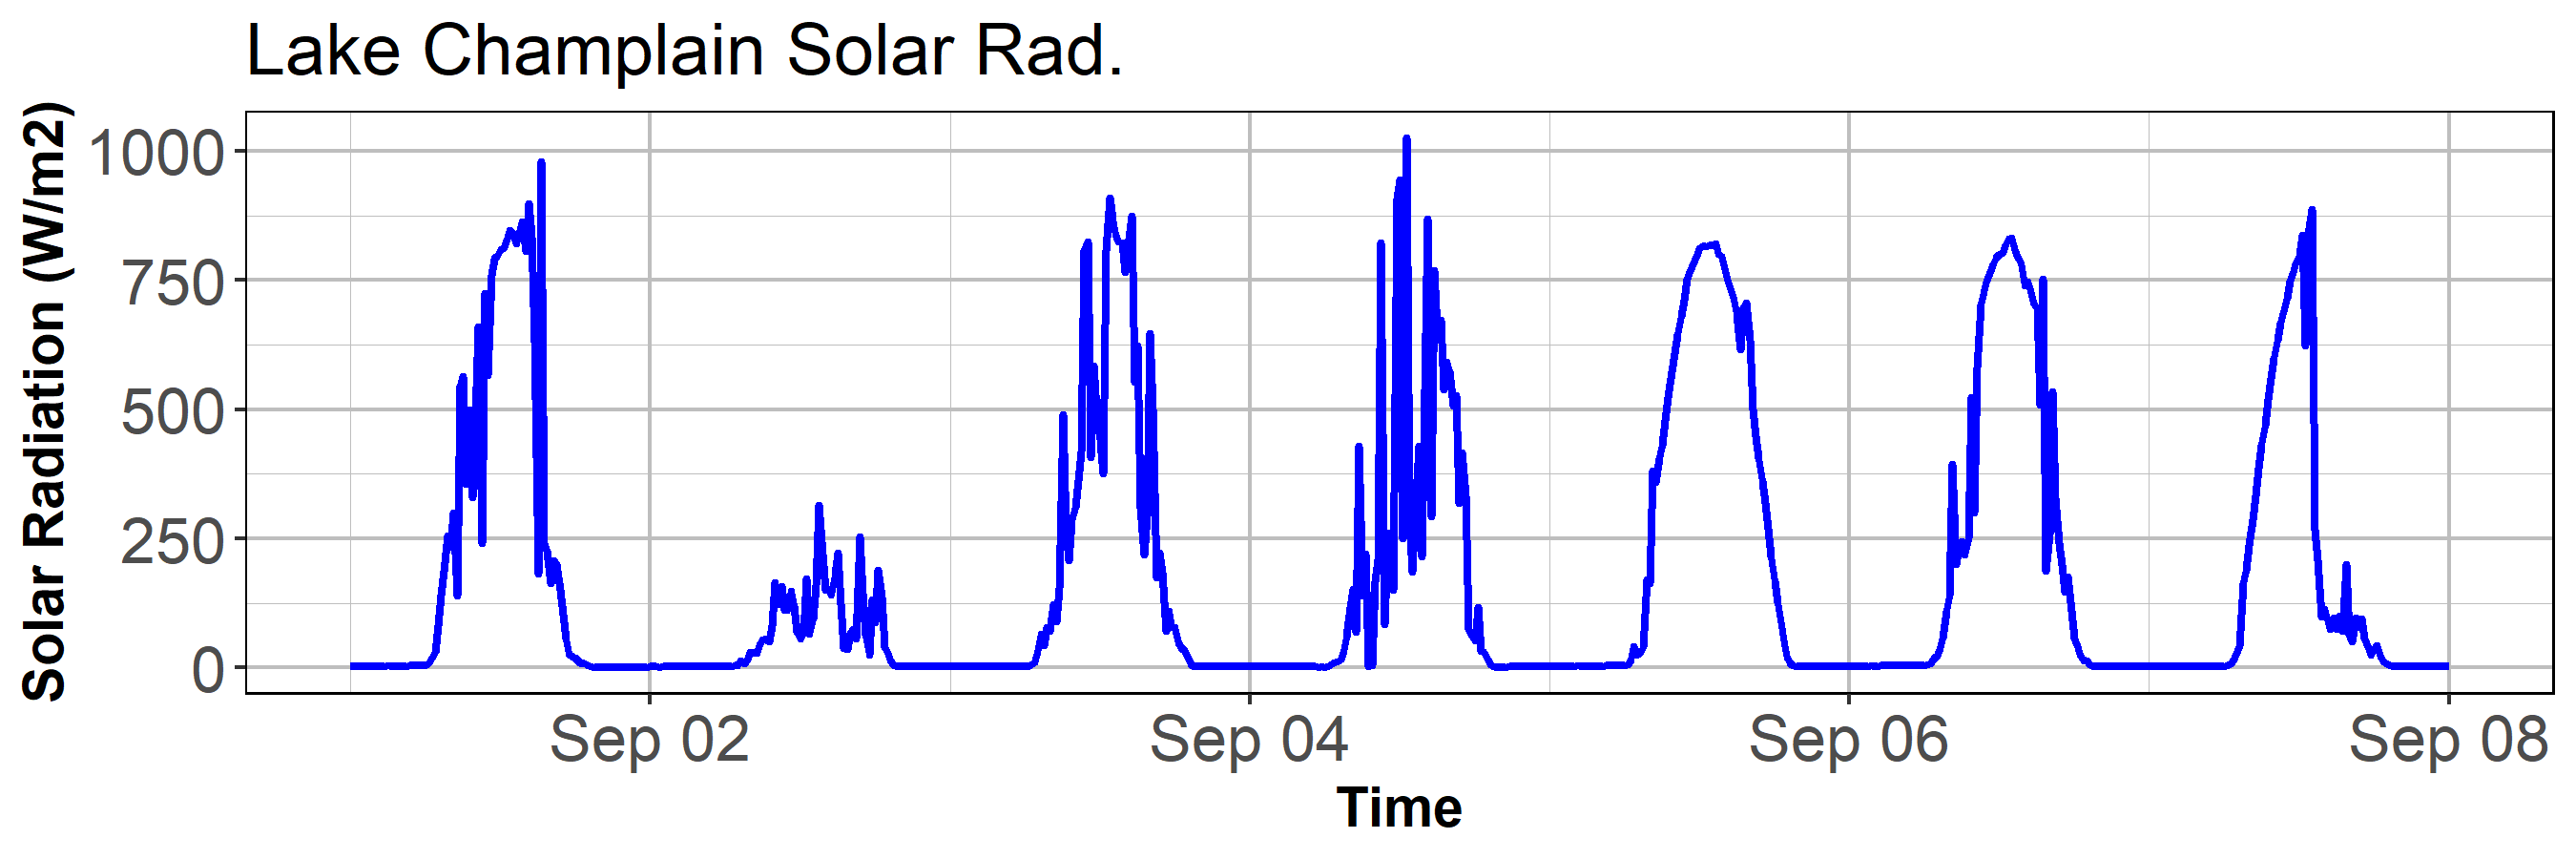 Lake Champlain Solar Rad.
Solar Radiation (W/m2)
1000
750
500
250
0
Sep 02
Sep 04
Sep 06
Sep 08
Time